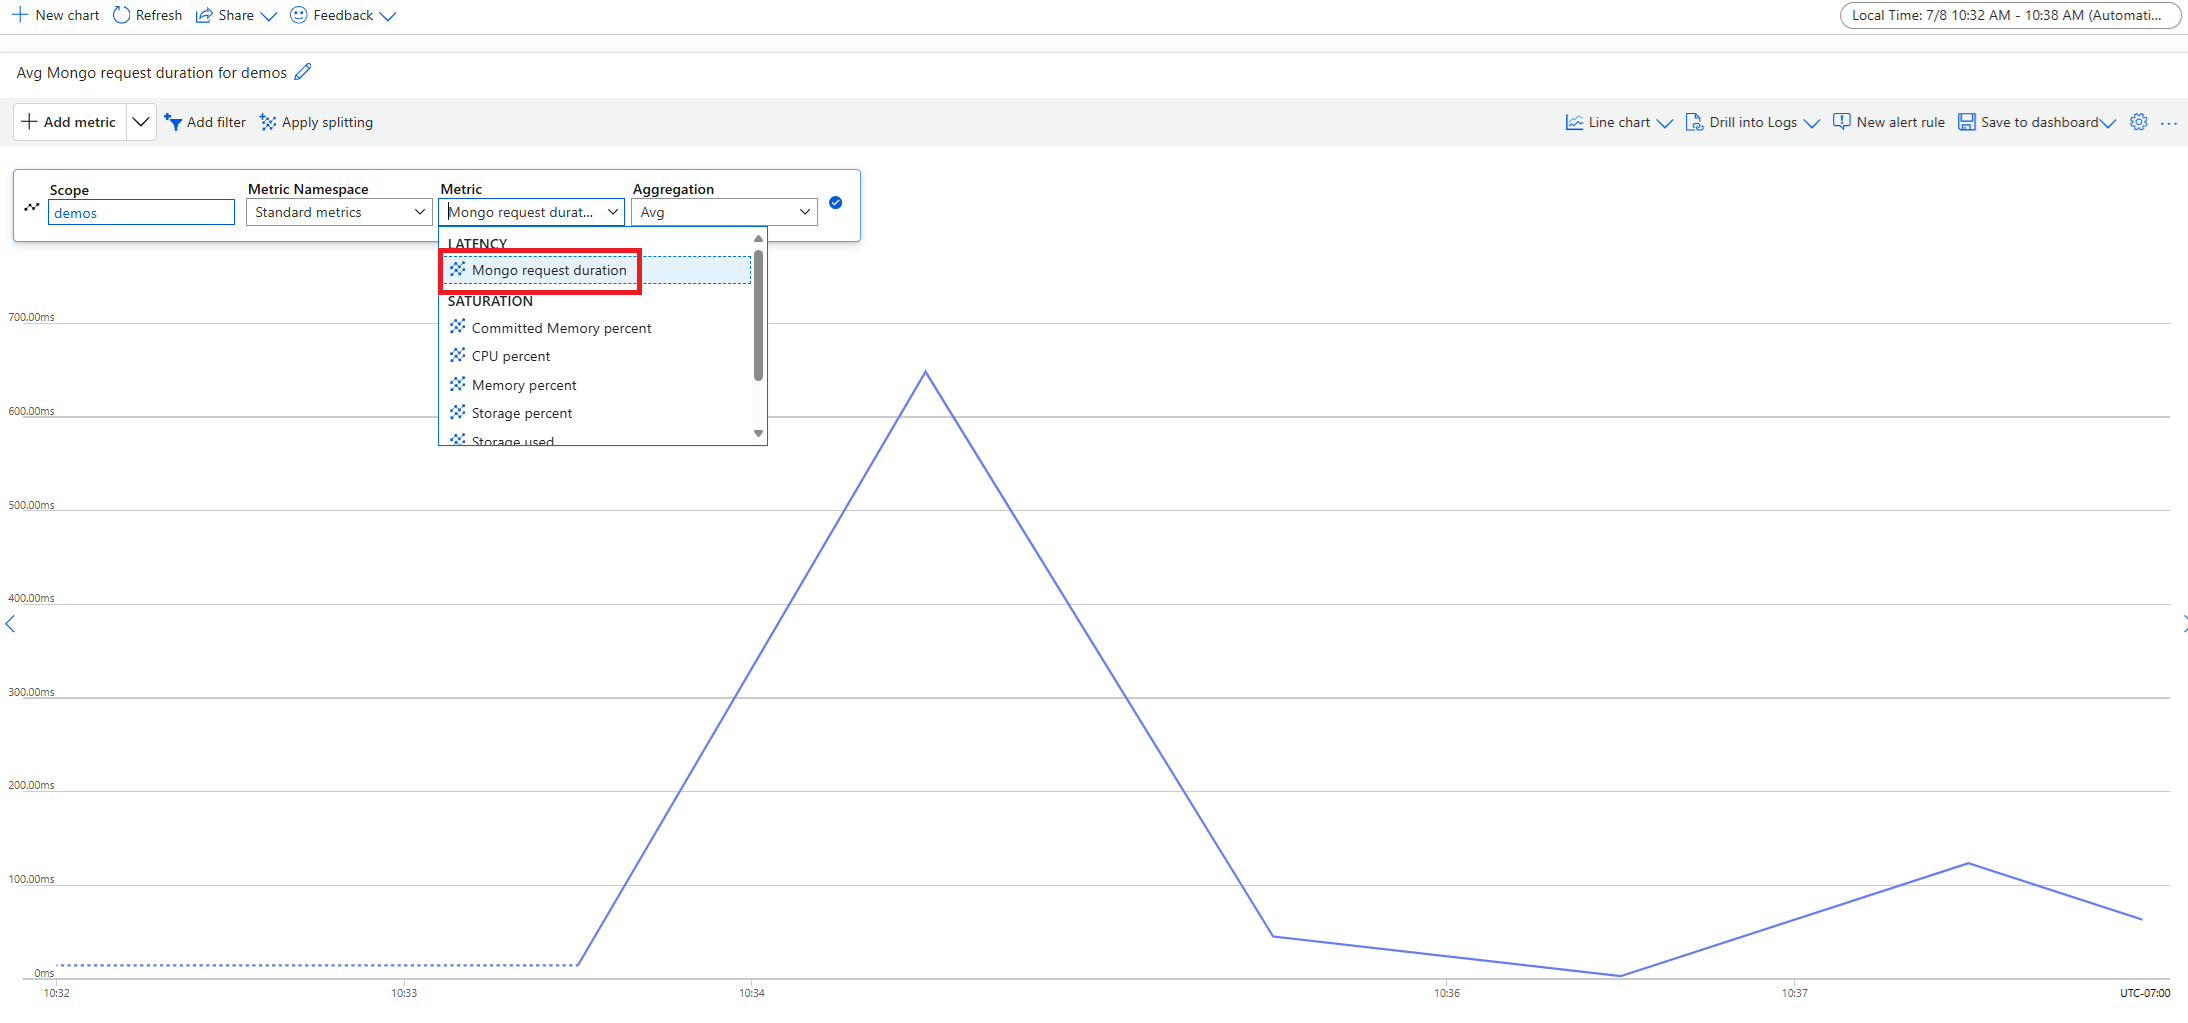 New chart Refresh Share Feedback Local Time: 7/8 10:32 AM - 10:38 AM (Automati...
Avg Mongo request duration for demos
Add metric Add filter Apply splitting Line chart Drill into Logs New alert rule Save to dashboard ...
Scope Metric Namespace Metric Aggregation
demos Standard metrics Mongo request durat... Avg
LATENCY
Mongo request duration
SATURATION
Committed Memory percent
CPU percent
Memory percent
Storage percent
Storage used
700.00ms
600.00ms
500.00ms
400.00ms
300.00ms
200.00ms
100.00ms
0ms
10:32 10:33 10:34 10:36 10:37 UTC-07:00